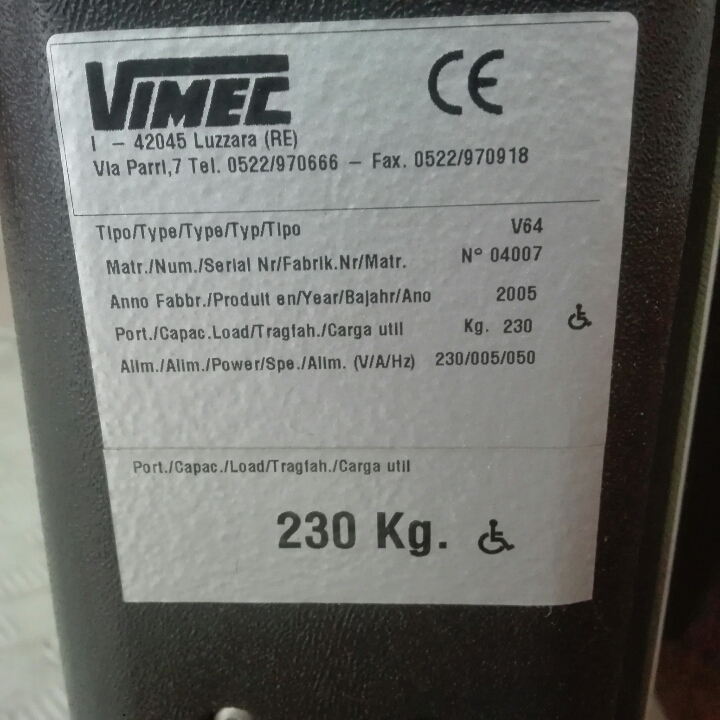 VIMEC
CE
I – 42045 Luzzara (RE)
Via Parri,7 Tel. 0522/970666 – Fax. 0522/970918
Tipo/Type/Type/Typ/Tipo V64
Matr./Num./Serial Nr/Fabrik.Nr/Matr. N° 04007
Anno Fabbr./Produit en/Year/Bajahr/Ano 2005
Port./Capac.Load/Tragfah./Carga util Kg. 230
Alim./Alim./Power/Spe./Alim. (V/A/Hz) 230/005/050
Port./Capac./Load/Tragfah./Carga util
230 Kg.